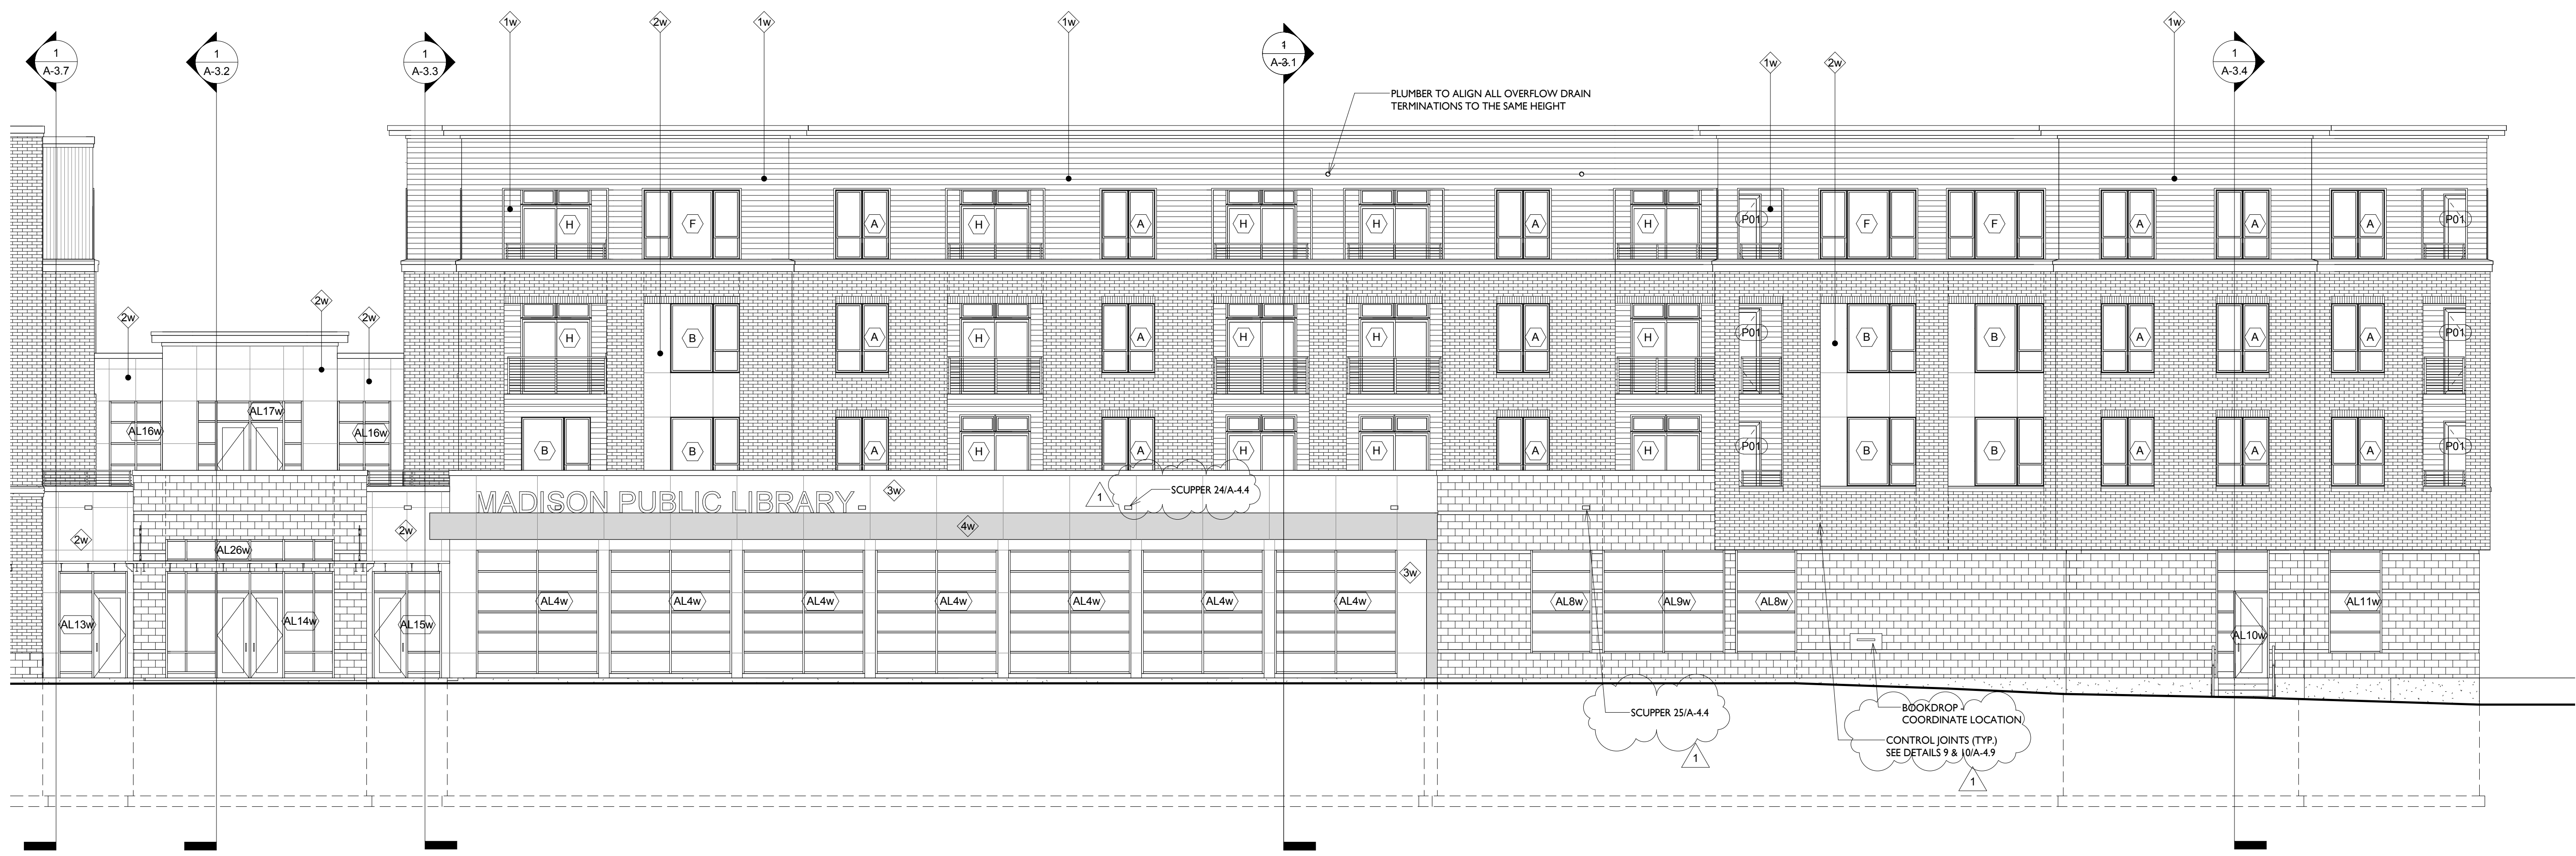 1w
2w
1w
1w
1w
1
A-3.7
1
A-3.2
1
A-3.3
1
A-3.1
1w
2w
1
A-3.4
PLUMBER TO ALIGN ALL OVERFLOW DRAIN
TERMINATIONS TO THE SAME HEIGHT
H
F
A
H
A
H
H
A
H
P01
F
F
A
A
A
P01
2w
2w
2w
H
B
A
H
A
H
H
A
H
P01
B
B
A
A
A
P01
AL16w
AL17w
AL16w
B
B
A
H
A
H
H
A
H
P01
B
B
A
A
A
P01
MADISON PUBLIC LIBRARY
3w
1
SCUPPER 24/A-4.4
2w
2w
4w
AL26w
3w
AL13w
AL14w
AL15w
AL4w
AL4w
AL4w
AL4w
AL4w
AL4w
AL4w
AL8w
AL9w
AL8w
AL10w
AL11w
SCUPPER 25/A-4.4
1
BOOKDROP -
COORDINATE LOCATION
CONTROL JOINTS (TYP.)
SEE DETAILS 9 & 10/A-4.9
1